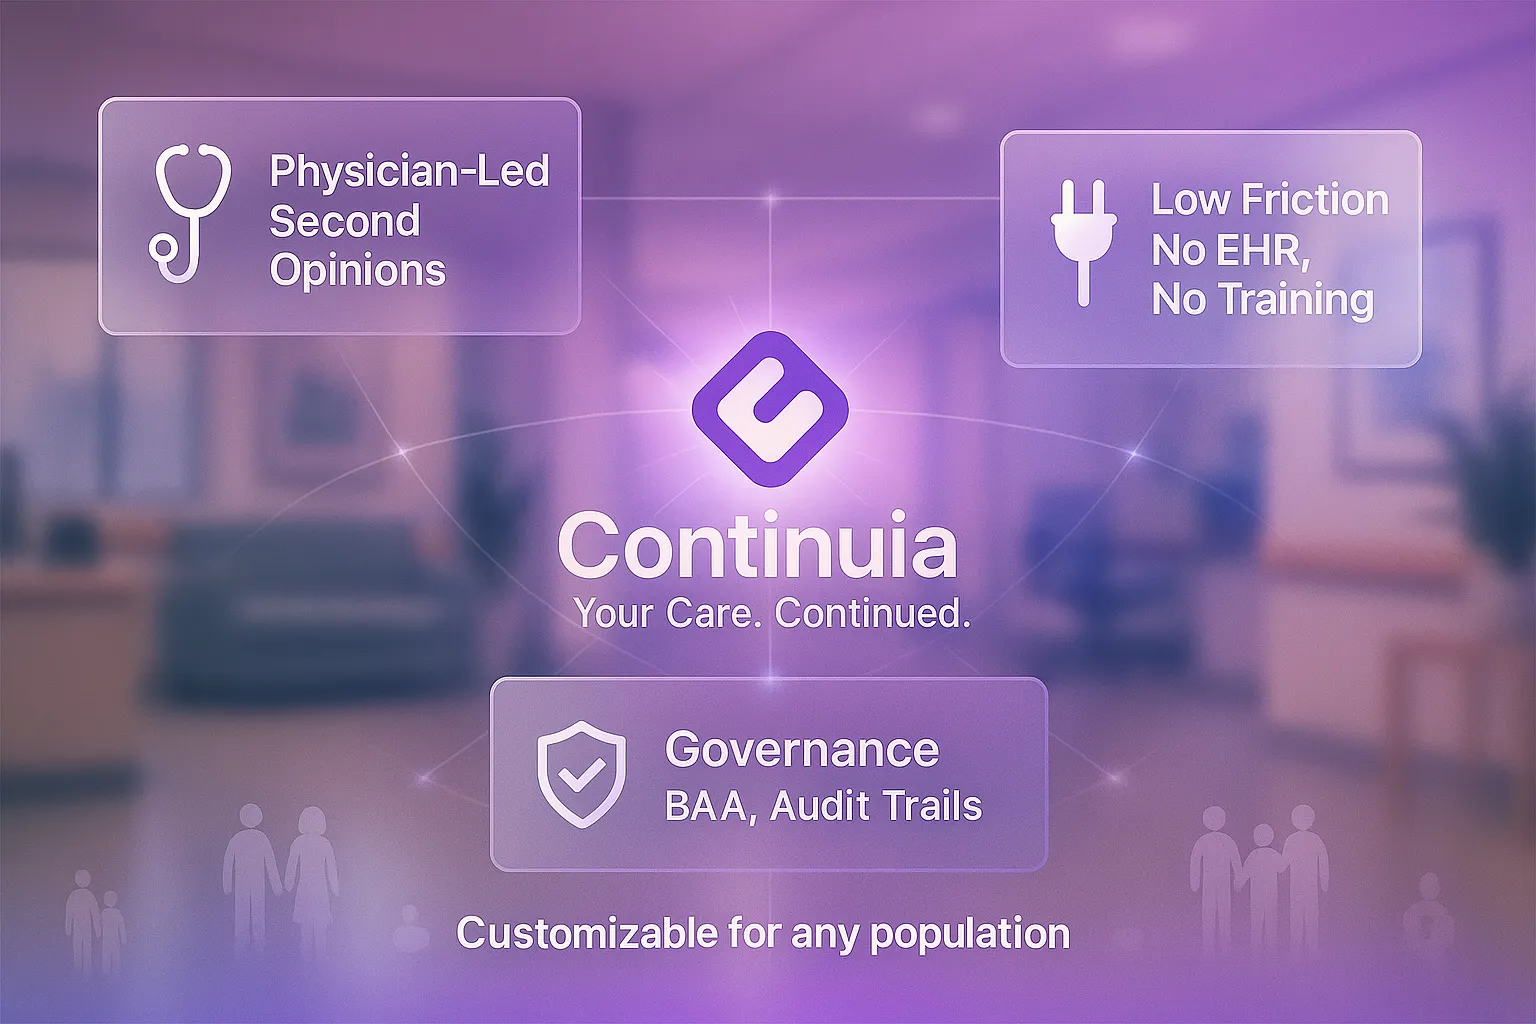 Physician-Led
Second
Opinions
Low Friction
No EHR,
No Training
Continuia
Your Care. Continued.
Governance
BAA, Audit Trails
Customizable for any population